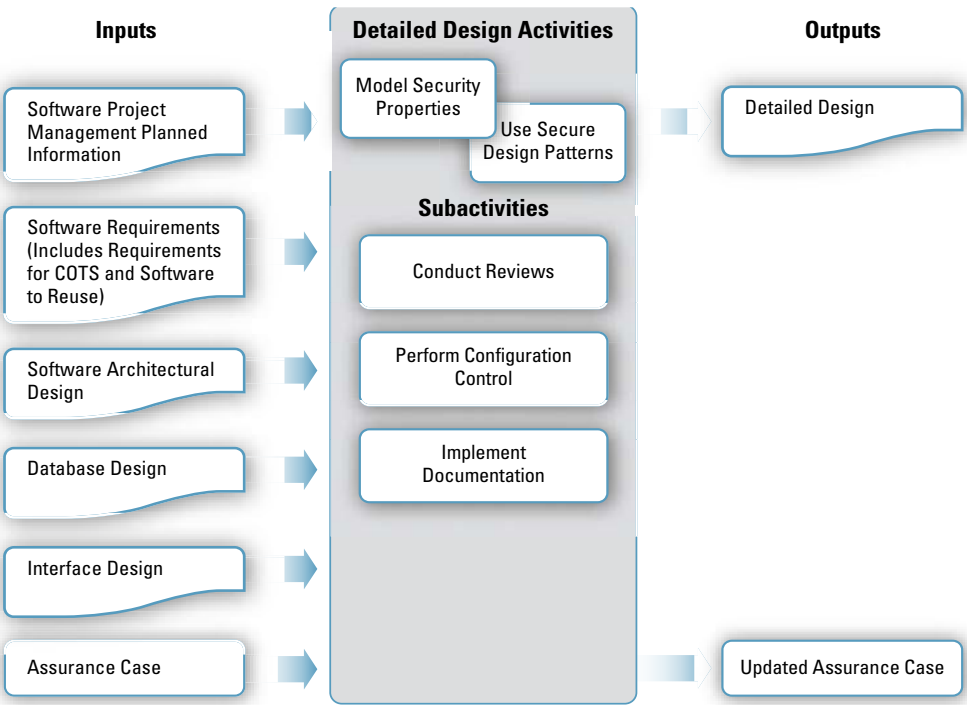 Inputs
Detailed Design Activities
Outputs
Software Project
Management Planned
Information
Model Security
Properties
Use Secure
Design Patterns
Detailed Design
Software Requirements
(Includes Requirements
for COTS and Software
to Reuse)
Subactivities
Conduct Reviews
Software Architectural
Design
Perform Configuration
Control
Database Design
Implement
Documentation
Interface Design
Assurance Case
Updated Assurance Case